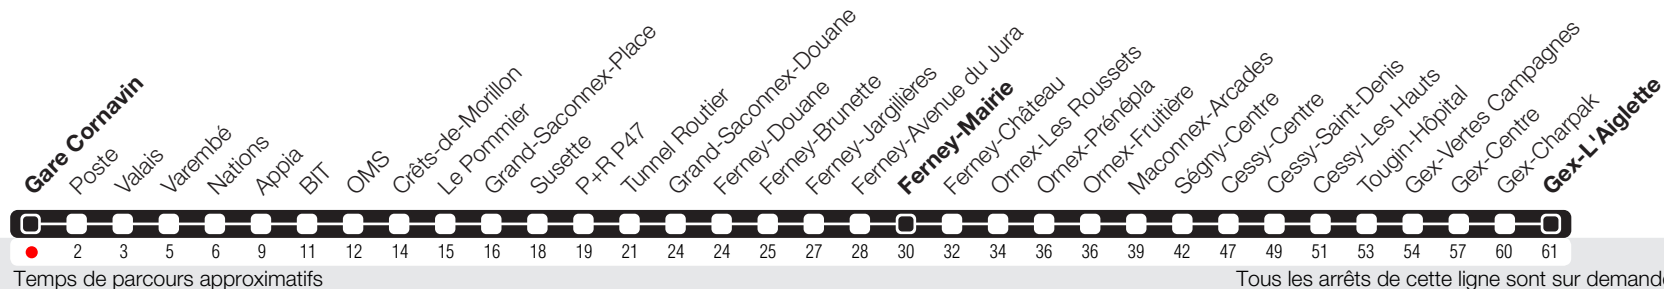 Gare Cornavin
Poste
Valais
Varembé
Nations
Appia
BIT
OMS
Crêts-de-Morillon
Le Pommier
Grand-Saconnex-Place
Susette
P+R P47
Tunnel Routier
Grand-Saconnex-Douane
Ferney-Douane
Ferney-Brunette
Ferney-Jargilières
Ferney-Avenue du Jura
Ferney-Mairie
Ferney-Château
Ornex-Les Roussets
Ornex-Prénépla
Ornex-Fruitière
Maconnex-Arcades
Ségny-Centre
Cessy-Centre
Cessy-Saint-Denis
Cessy-Les Hauts
Tougin-Hôpital
Gex-Vertes Campagnes
Gex-Centre
Gex-Charpak
Gex-L'Aiglette
2 3 5 6 9 11 12 14 15 16 18 19 21 24 24 25 27 28 30 32 34 36 36 39 42 47 49 51 53 54 57 60 61
Temps de parcours approximatifs
Tous les arrêts de cette ligne sont sur demande